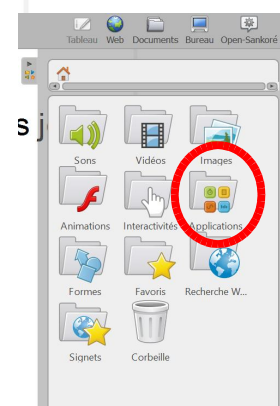 Tableau Web Documents Bureau Open-Sankoré
s j
Sons Vidéos Images
Animations Interactivités Applications
Formes Favoris Recherche W...
Signets Corbeille